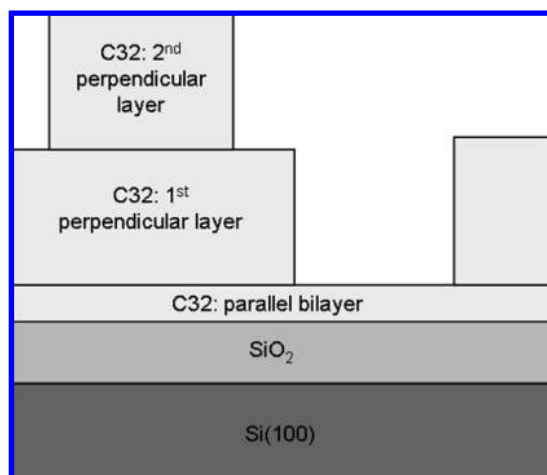 C32: 2nd
perpendicular
layer
C32: 1st
perpendicular layer
C32: parallel bilayer
SiO2
Si(100)